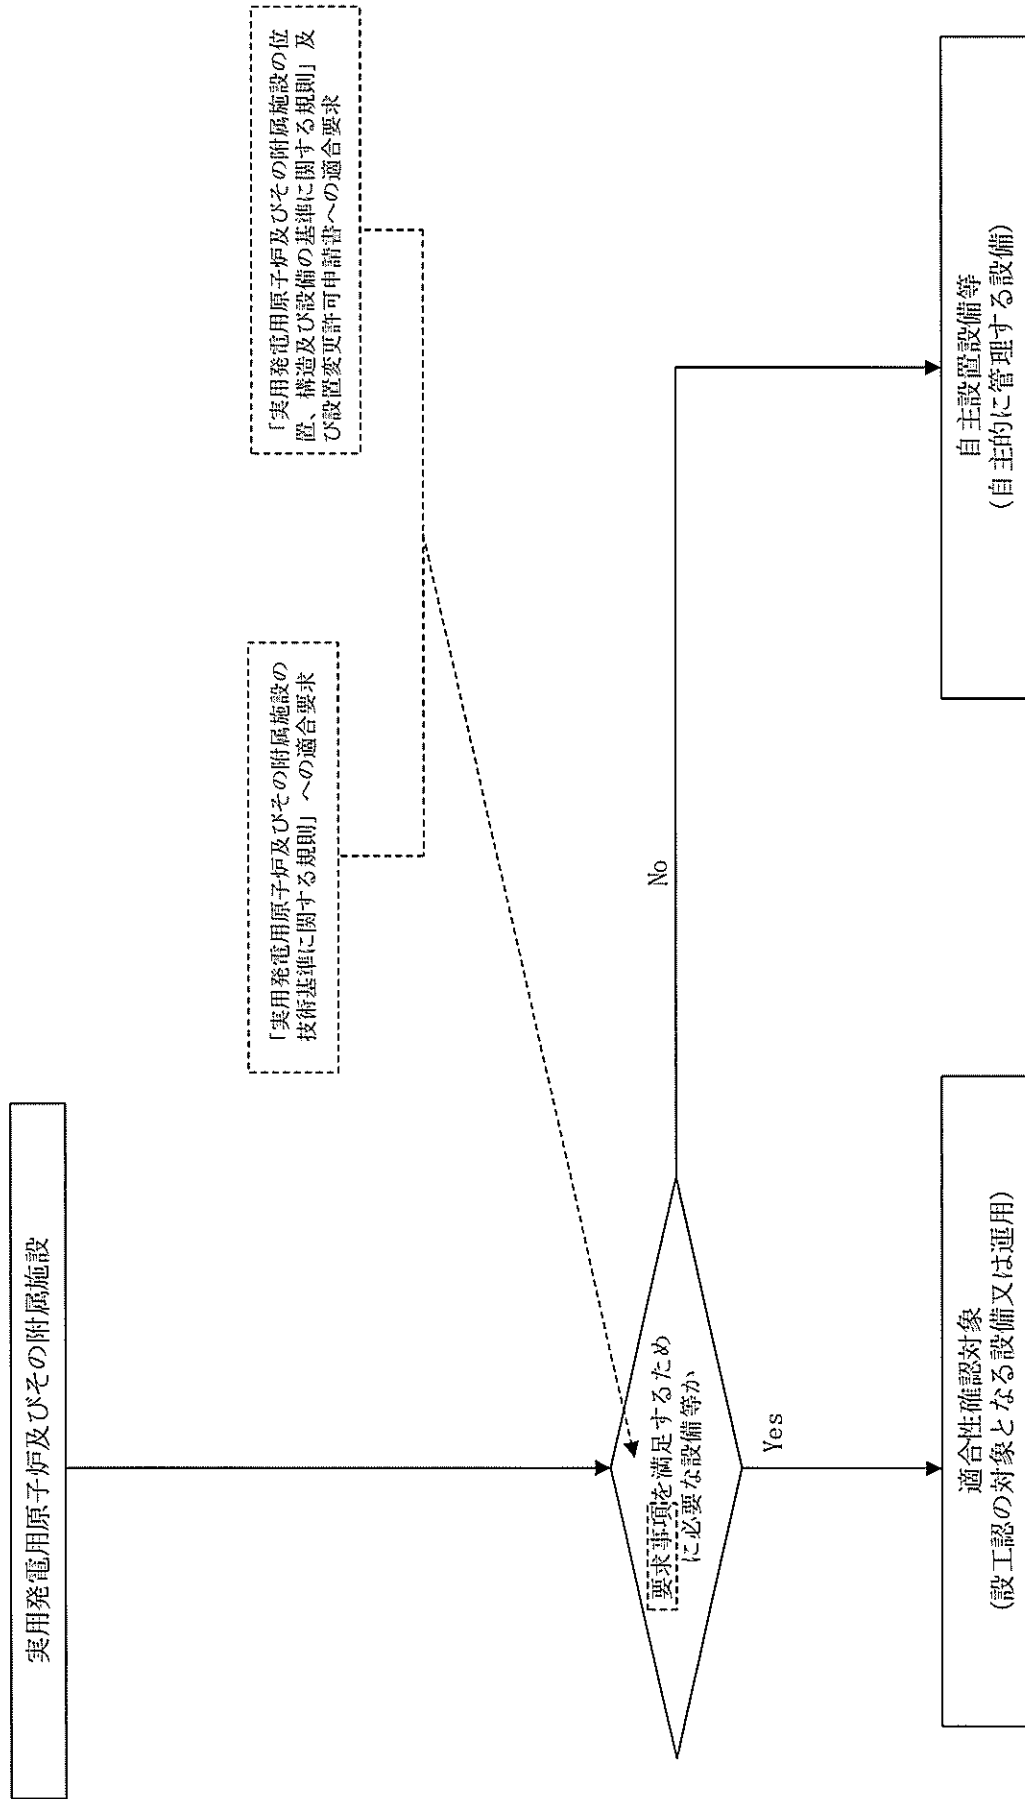 実用発電用原子炉及びその附属施設
「実用発電用原子炉及びその附属施設の
技術基準に関する規則」への適合要求
「実用発電用原子炉及びその附属施設の位
置、構造及び設備の基準に関する規則」及
び設置変更許可申請書への適合要求
要求事項を満足するため
に必要な設備等か
No
Yes
適合性確認対象
(設工認の対象となる設備又は運用)
自主設置設備等
(自主的に管理する設備)